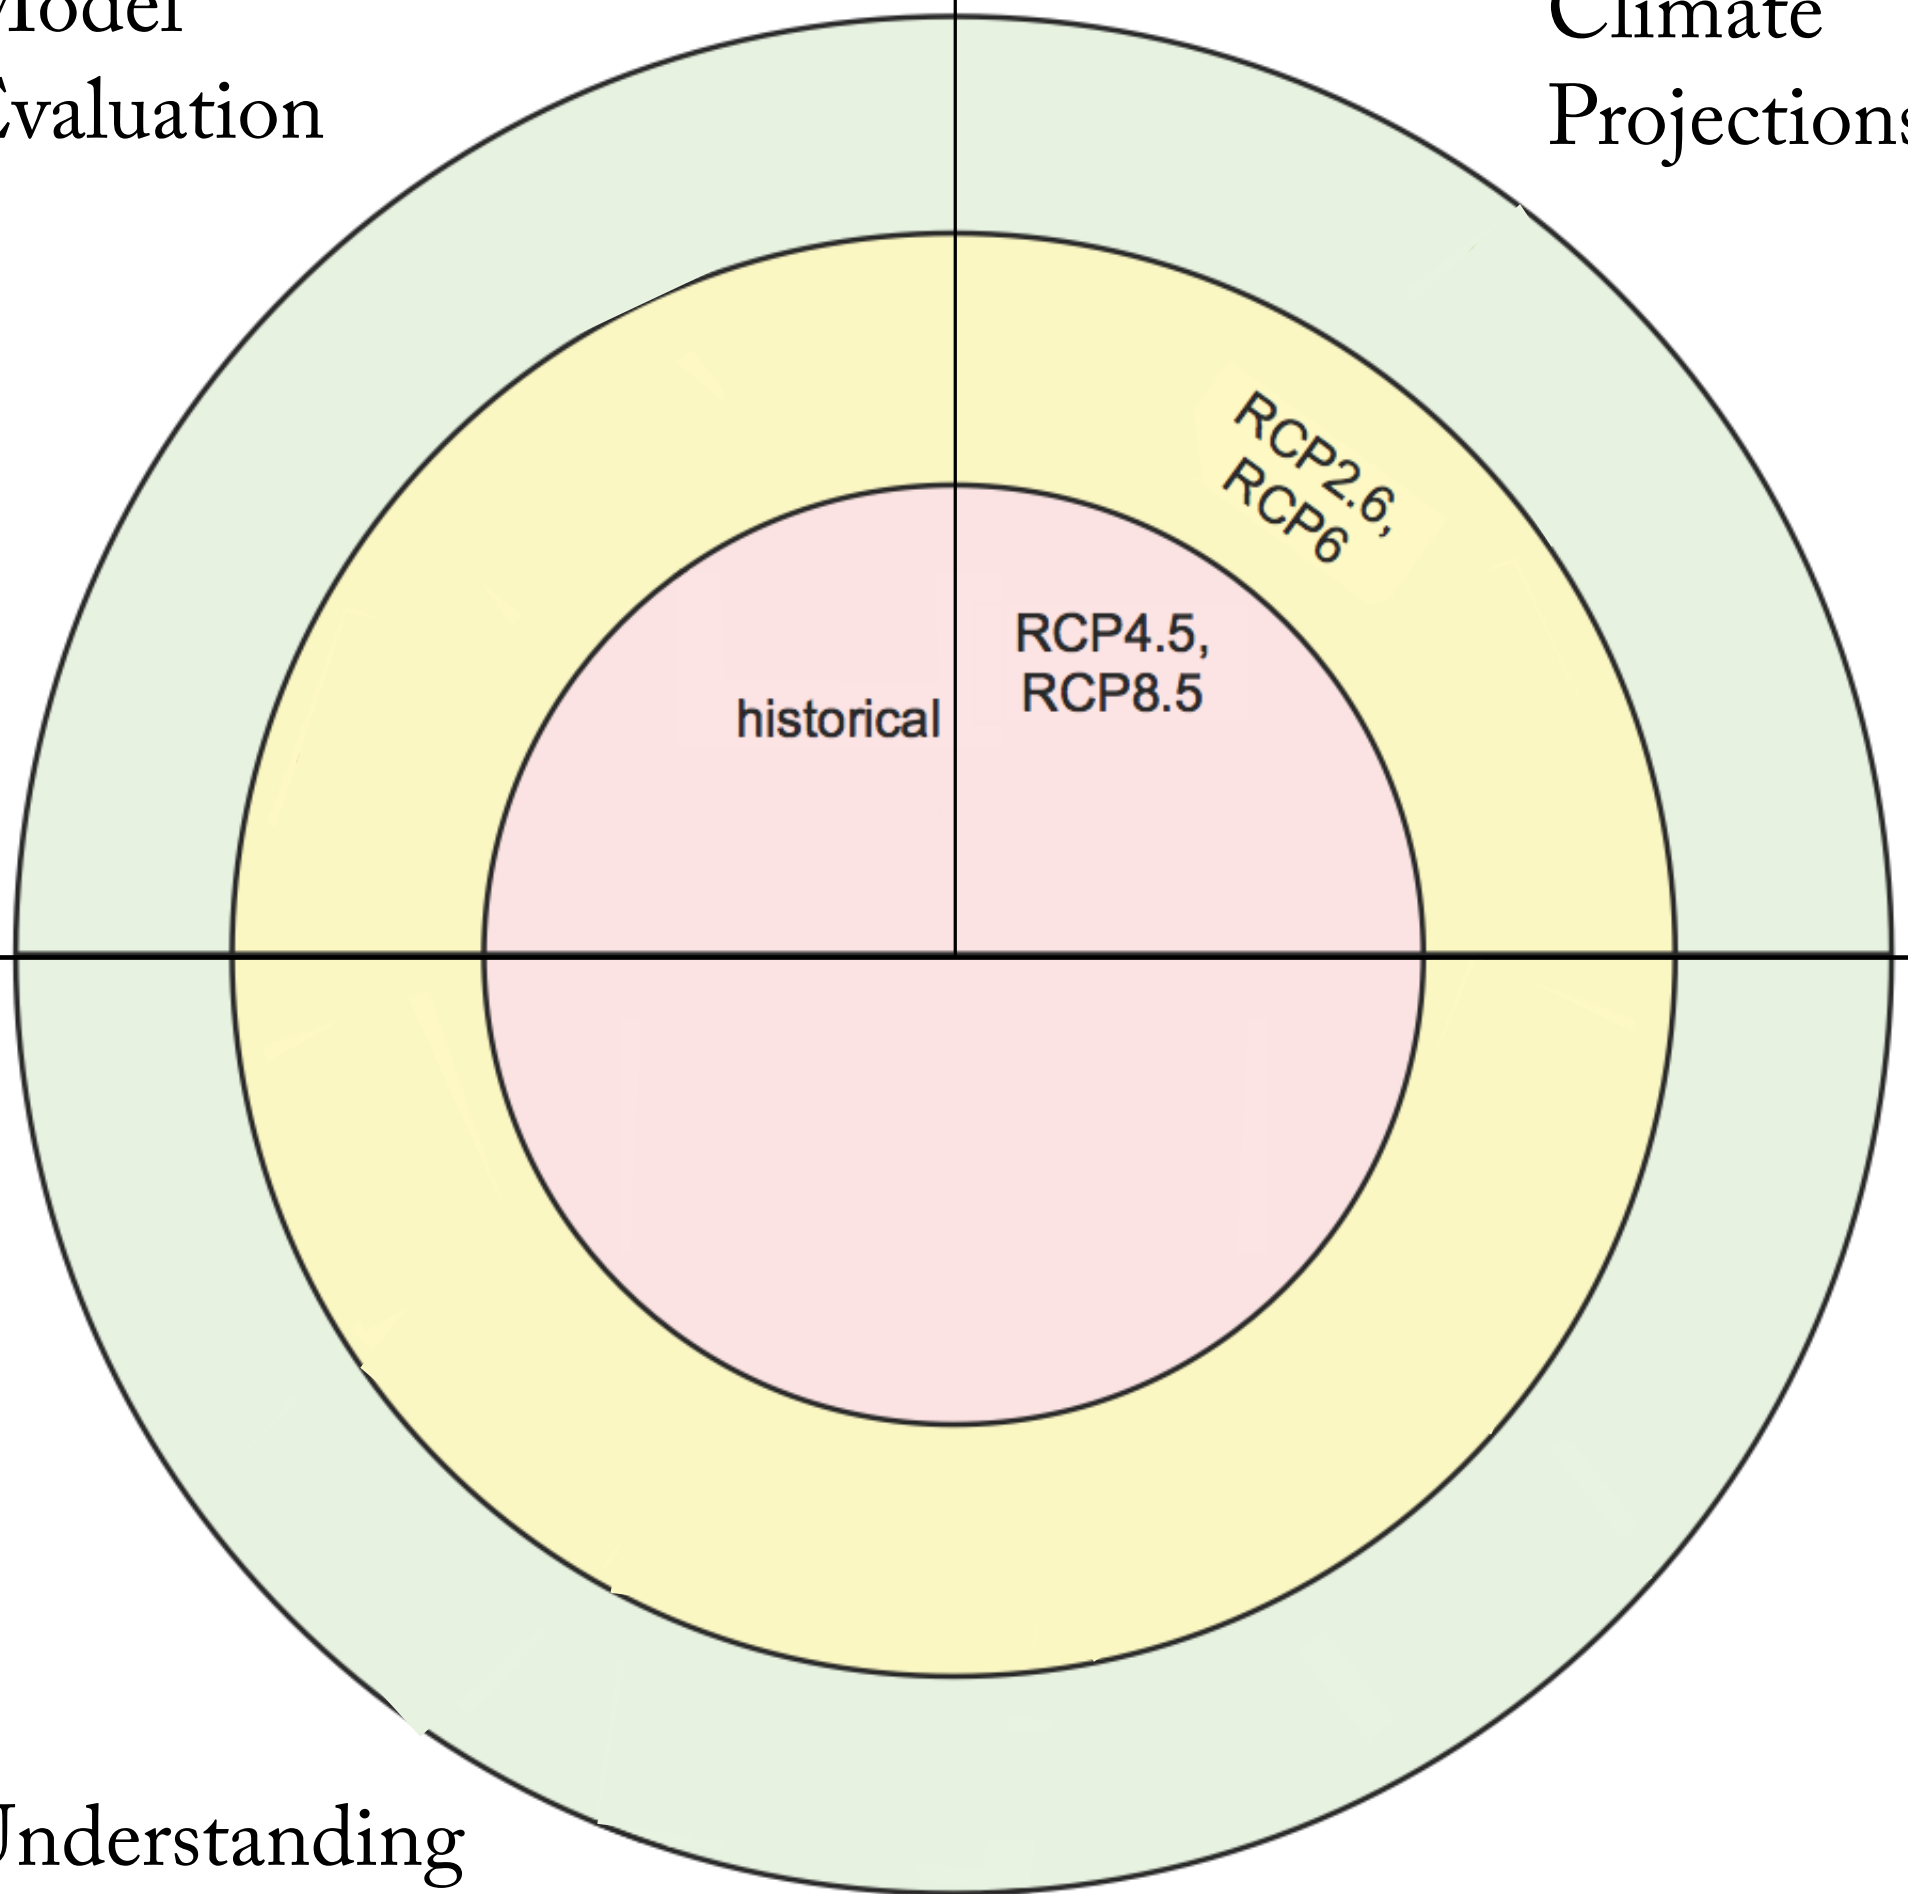 Model
Evaluation
Climate
Projections
RCP2.6,
RCP6
RCP4.5,
RCP8.5
historical
Understanding